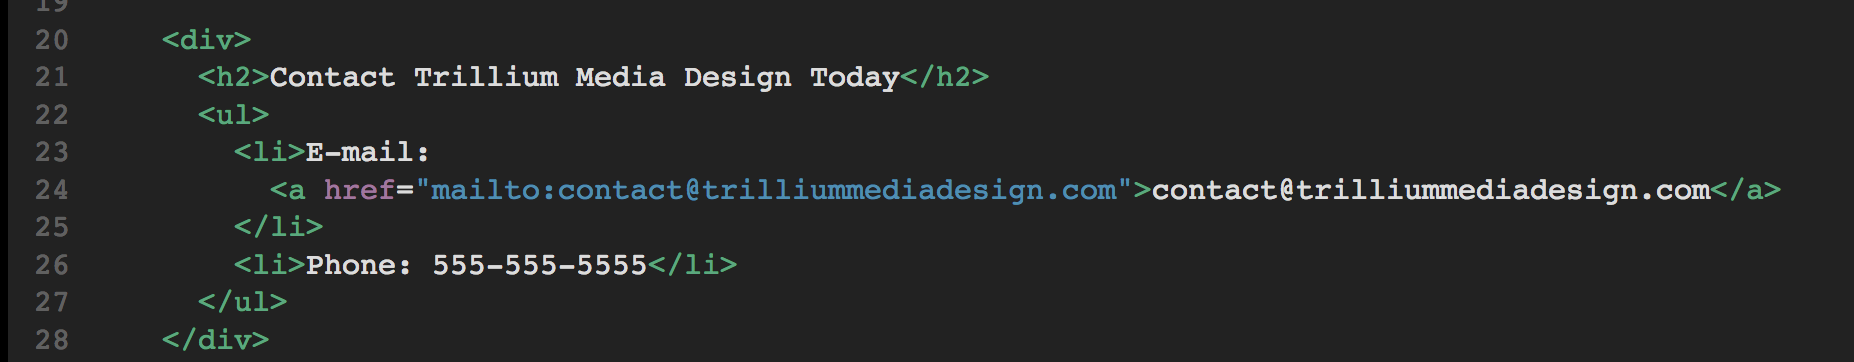 19
20 <div>
21 <h2>Contact Trillium Media Design Today</h2>
22 <ul>
23 <li>E-mail:
24 <a href="mailto:contact@trilliummediadesign.com">contact@trilliummediadesign.com</a>
25 </li>
26 <li>Phone: 555-555-5555</li>
27 </ul>
28 </div>